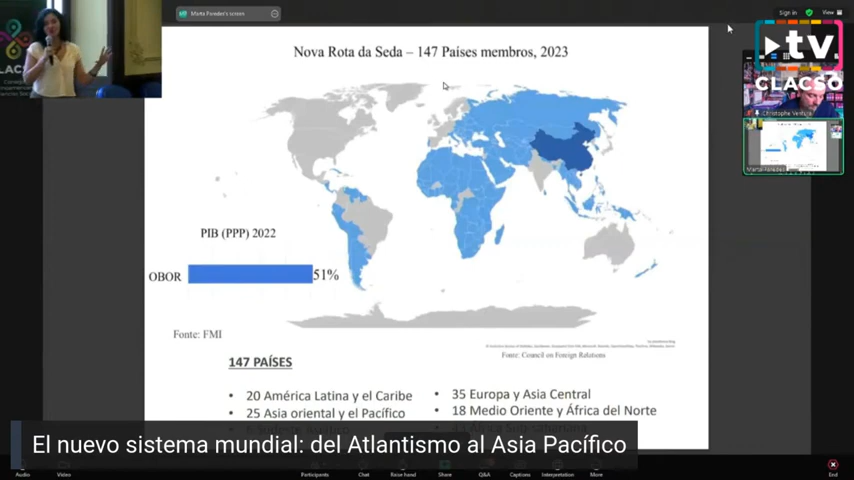 Marta Paredes's screen
Sign in
View
tv
CLACSO
Nova Rota da Seda – 147 Países membros, 2023
Christophe Ventura
PIB (PPP) 2022
OBOR
51%
Fonte: FMI
Fonte: Council on Foreign Relations
147 PAÍSES
• 20 América Latina y el Caribe
• 25 Asia oriental y el Pacífico
• 35 Europa y Asia Central
• 18 Medio Oriente y África del Norte
El nuevo sistema mundial: del Atlantismo al Asia Pacífico
Audio
Video
Participants
Chat
Raise hand
Share
Q&A
Captions
Interpretation
More
End